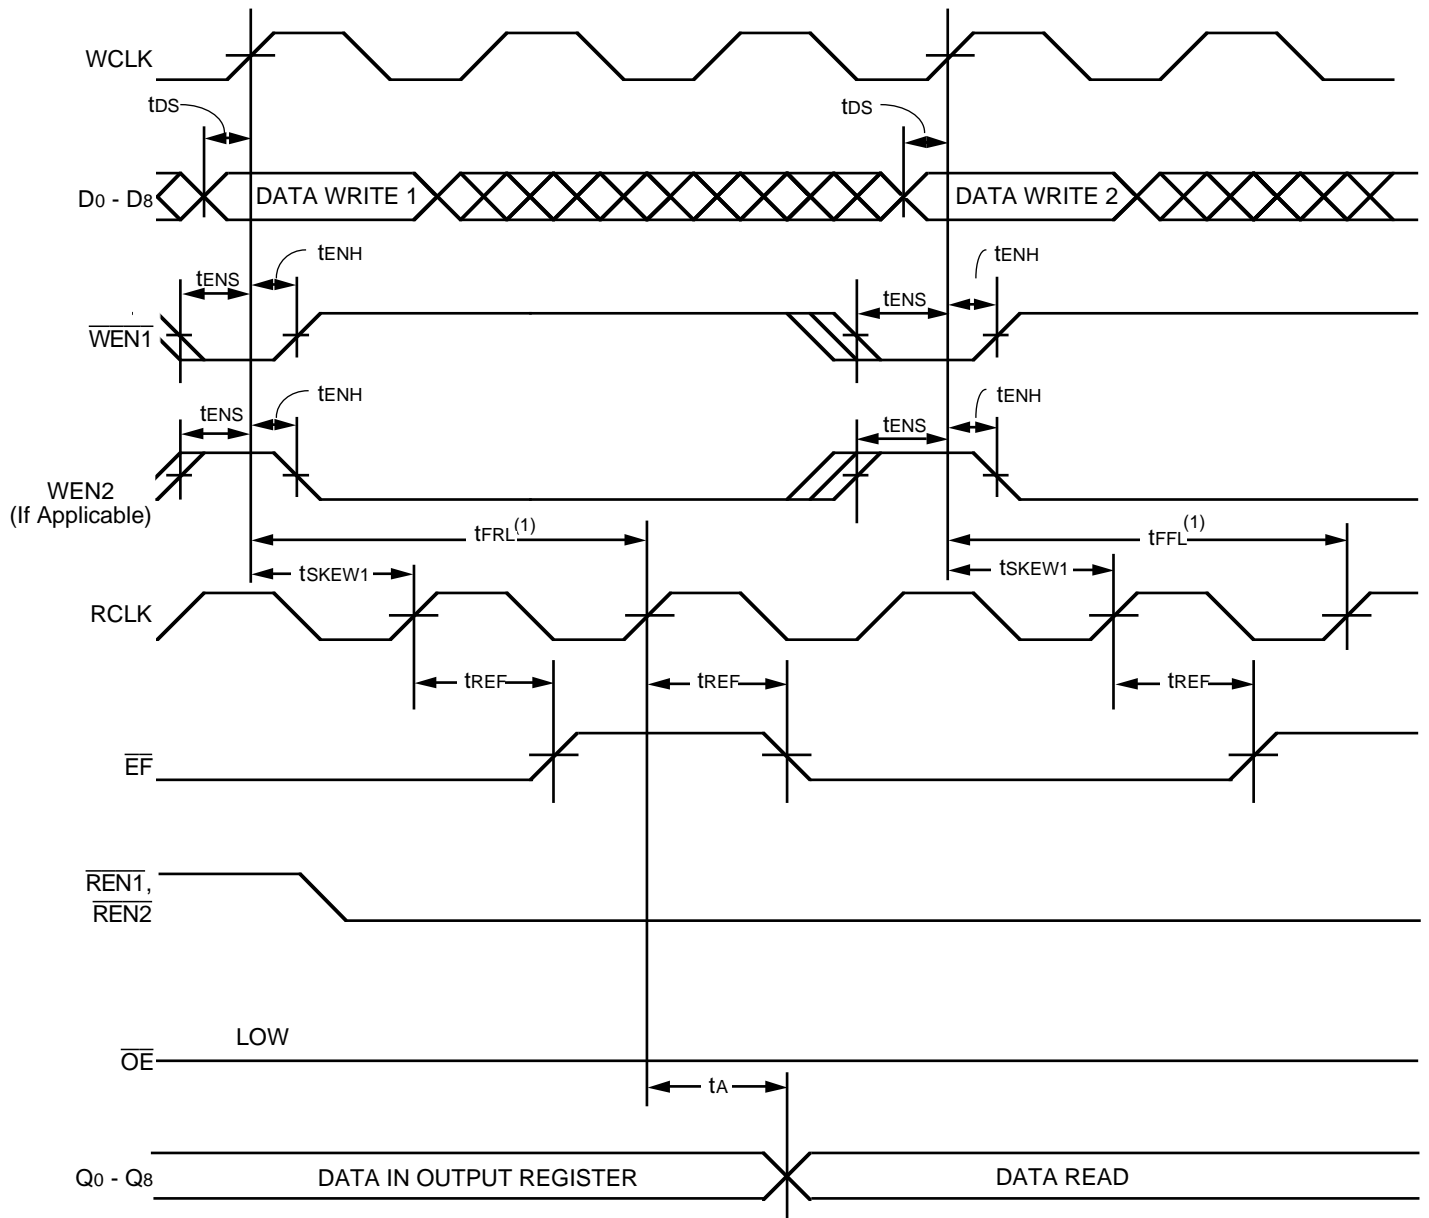 WCLK
tDS
tDS
D0 - D8
DATA WRITE 1
DATA WRITE 2
tENH
tENH
tENS
tENS
WEN1
tENH
tENH
tENS
tENS
WEN2
(If Applicable)
tFRL(1)
tFFL(1)
tSKEW1
tSKEW1
RCLK
tREF
tREF
tREF
EF
REN1,
REN2
LOW
OE
tA
Q0 - Q8
DATA IN OUTPUT REGISTER
DATA READ